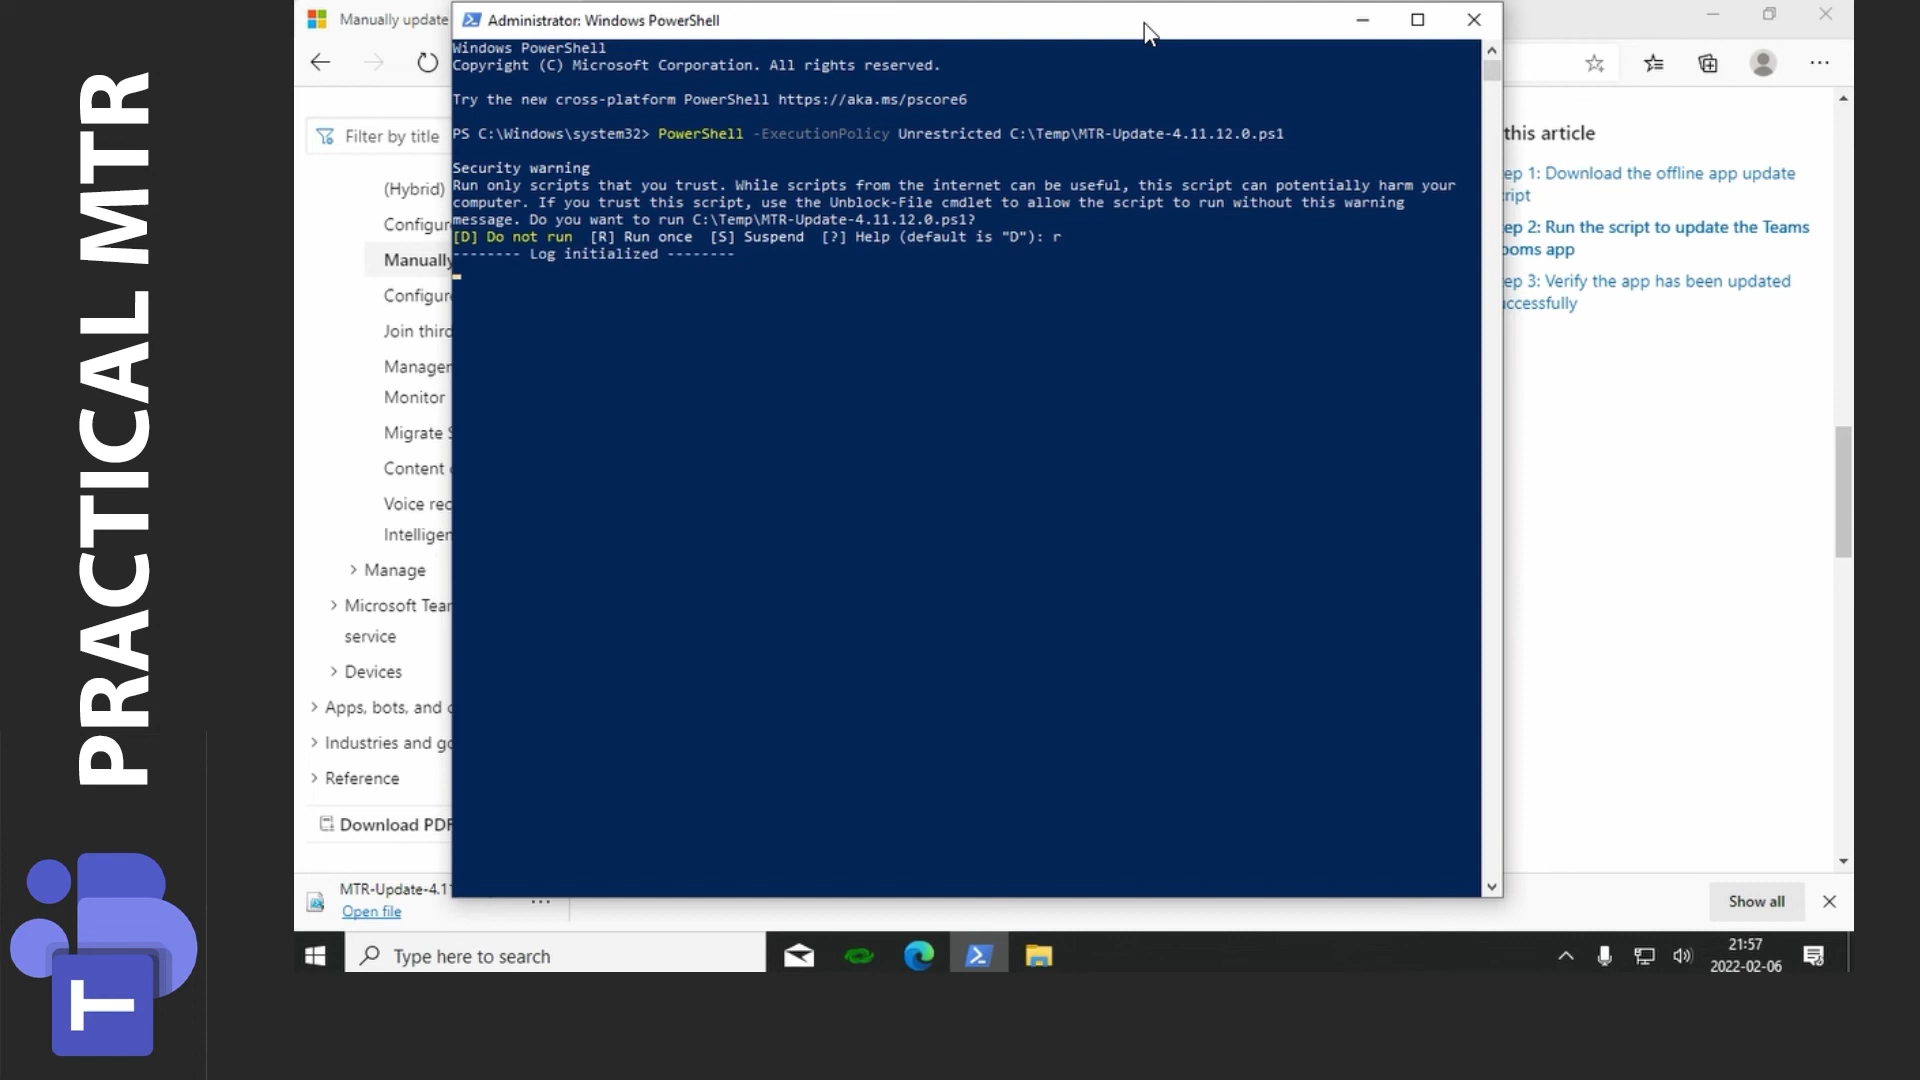 PRACTICAL MTR
T
Manually update
Administrator: Windows PowerShell
Windows PowerShell
Copyright (C) Microsoft Corporation. All rights reserved.
Try the new cross-platform PowerShell https://aka.ms/pscore6
PS C:\Windows\system32> PowerShell -ExecutionPolicy Unrestricted C:\Temp\MTR-Update-4.11.12.0.ps1
Security warning
Run only scripts that you trust. While scripts from the internet can be useful, this script can potentially harm your
computer. If you trust this script, use the Unblock-File cmdlet to allow the script to run without this warning
message. Do you want to run C:\Temp\MTR-Update-4.11.12.0.ps1?
[D] Do not run  [R] Run once  [S] Suspend  [?] Help (default is "D"): r
-------- Log initialized --------
Filter by title
(Hybrid)
Configur
Manually
Configur
Join third
Manager
Monitor
Migrate S
Content
Voice rec
Intelliger
Manage
Microsoft Tear
service
Devices
Apps, bots, and
Industries and go
Reference
Download PDF
this article
ep 1: Download the offline app update
ript
ep 2: Run the script to update the Teams
ooms app
ep 3: Verify the app has been updated
uccessfully
MTR-Update-4.11
Open file
Show all
Type here to search
21:57
2022-02-06